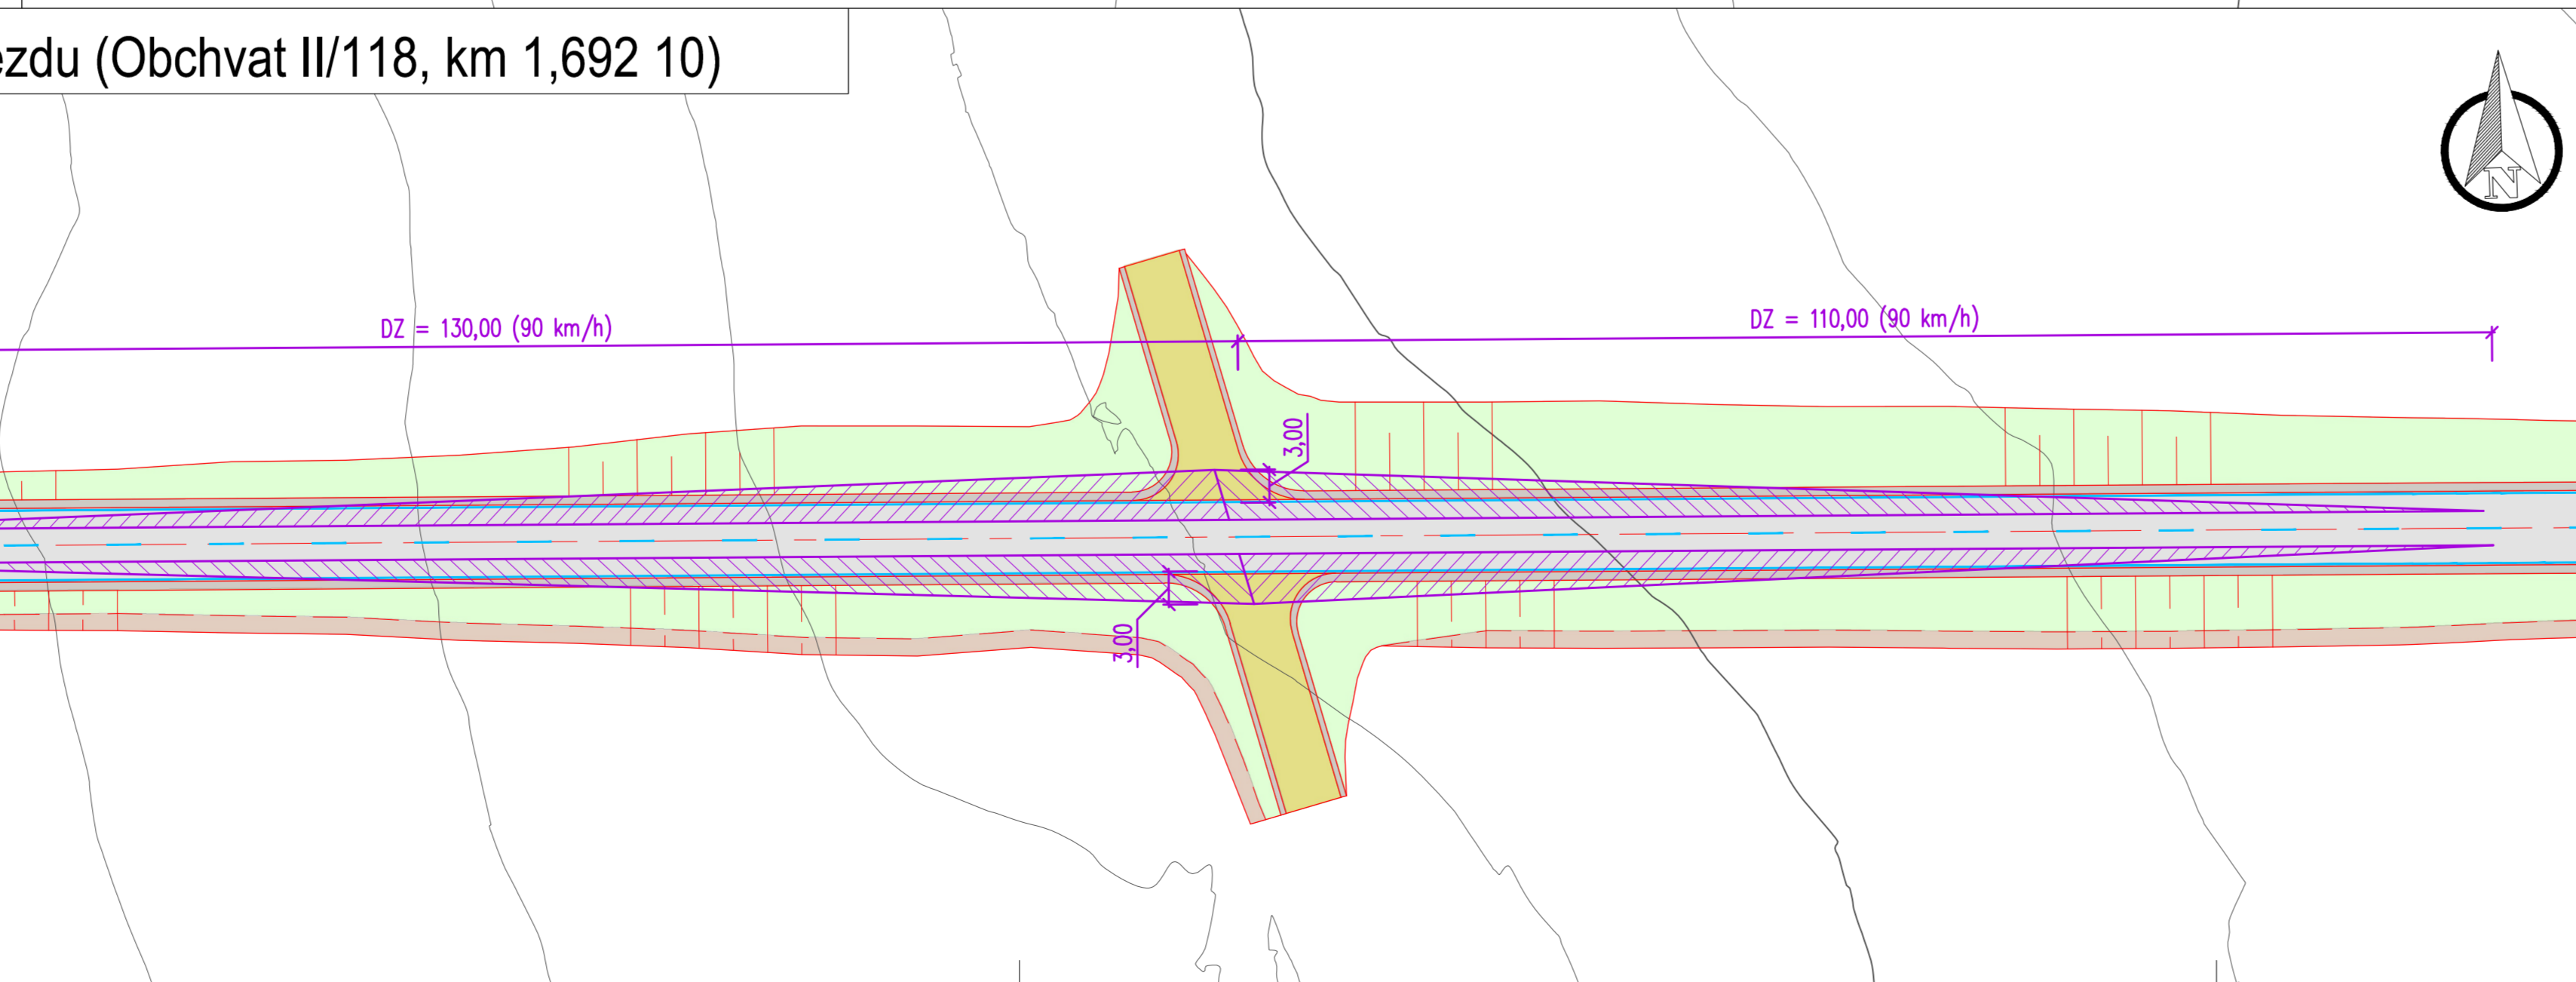 ezdu (Obchvat II/118, km 1,692 10)
N
DZ = 130,00 (90 km/h)
DZ = 110,00 (90 km/h)
3,00
3,00